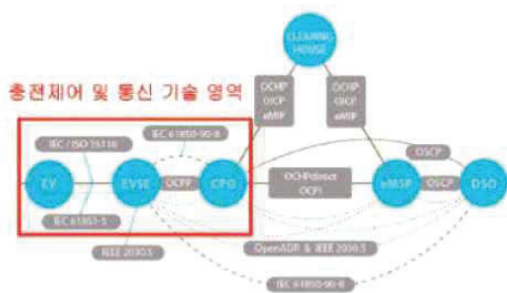 CLEARING
HOUSE
충전제어 및 통신 기술 영역
OCHP
OICP
eMIP
OCHP
OICP
eMIP
IEC 61850-90-8
IEC / ISO 15118
OSCP
EV
EVSE
OCPP
CPO
OCHPdirect
OCPI
eMSP
OSCP
DSO
IEC 61851-1
IEEE 2030.5
OpenADR & IEEE 2030.5
IEC 61850-90-8